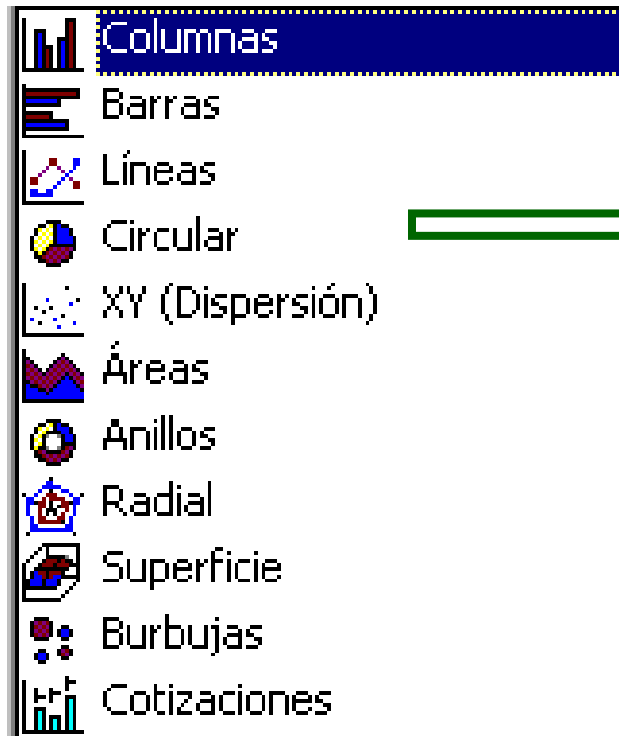 Columnas
Barras
Líneas
Circular
XY (Dispersión)
Áreas
Anillos
Radial
Superficie
Burbujas
Cotizaciones